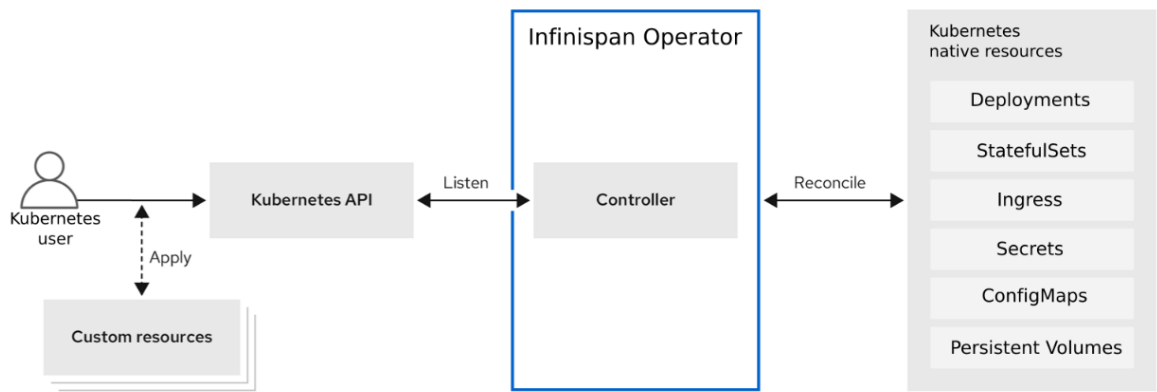 Kubernetes
user
Apply
Custom resources
Kubernetes API
Listen
Infinispan Operator
Controller
Reconcile
Kubernetes
native resources
Deployments
StatefulSets
Ingress
Secrets
ConfigMaps
Persistent Volumes